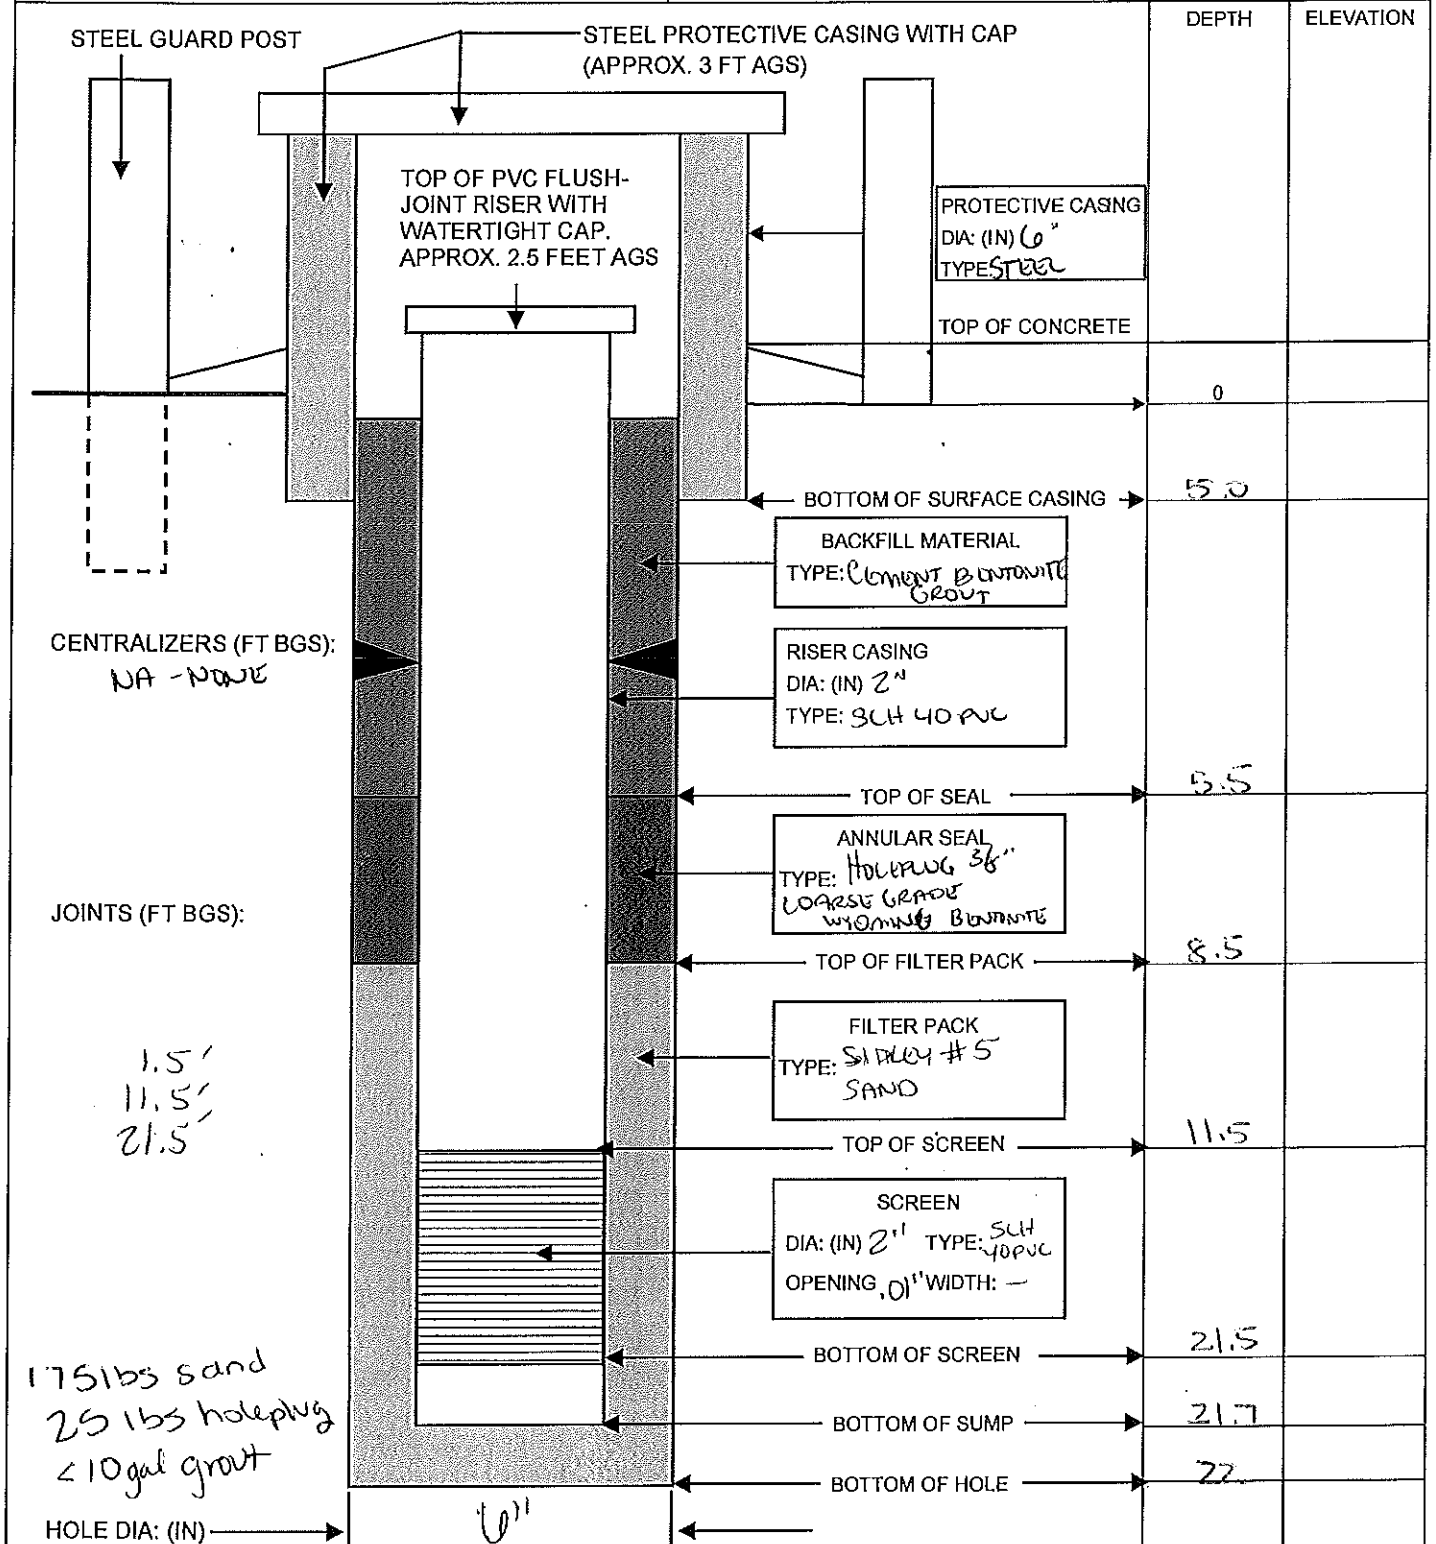 DEPTH ELEVATION
STEEL GUARD POST
STEEL PROTECTIVE CASING WITH CAP
(APPROX. 3 FT AGS)
TOP OF PVC FLUSH-
JOINT RISER WITH
WATERTIGHT CAP.
APPROX. 2.5 FEET AGS
PROTECTIVE CASING
DIA: (IN) 6"
TYPE STEEL
TOP OF CONCRETE
0
BOTTOM OF SURFACE CASING 5.0
BACKFILL MATERIAL
TYPE: CEMENT BENTONITE
GROUT
CENTRALIZERS (FT BGS):
NA - NONE
RISER CASING
DIA: (IN) 2"
TYPE: SCH 40 PVC
TOP OF SEAL 5.5
ANNULAR SEAL
TYPE: HOLEPLUG 3/8"
COARSE GRADE
WYOMING BENTONITE
JOINTS (FT BGS):
TOP OF FILTER PACK 8.5
FILTER PACK
TYPE: SIDLEY #5
SAND
1.5'
11.5'
21.5'
TOP OF SCREEN 11.5
SCREEN
DIA: (IN) 2" TYPE: SCH
40 PVC
OPENING .01" WIDTH: —
BOTTOM OF SCREEN 21.5
175 lbs sand
25 lbs holeplug
<10 gal grout
BOTTOM OF SUMP 21.7
BOTTOM OF HOLE 22
HOLE DIA: (IN) 6"